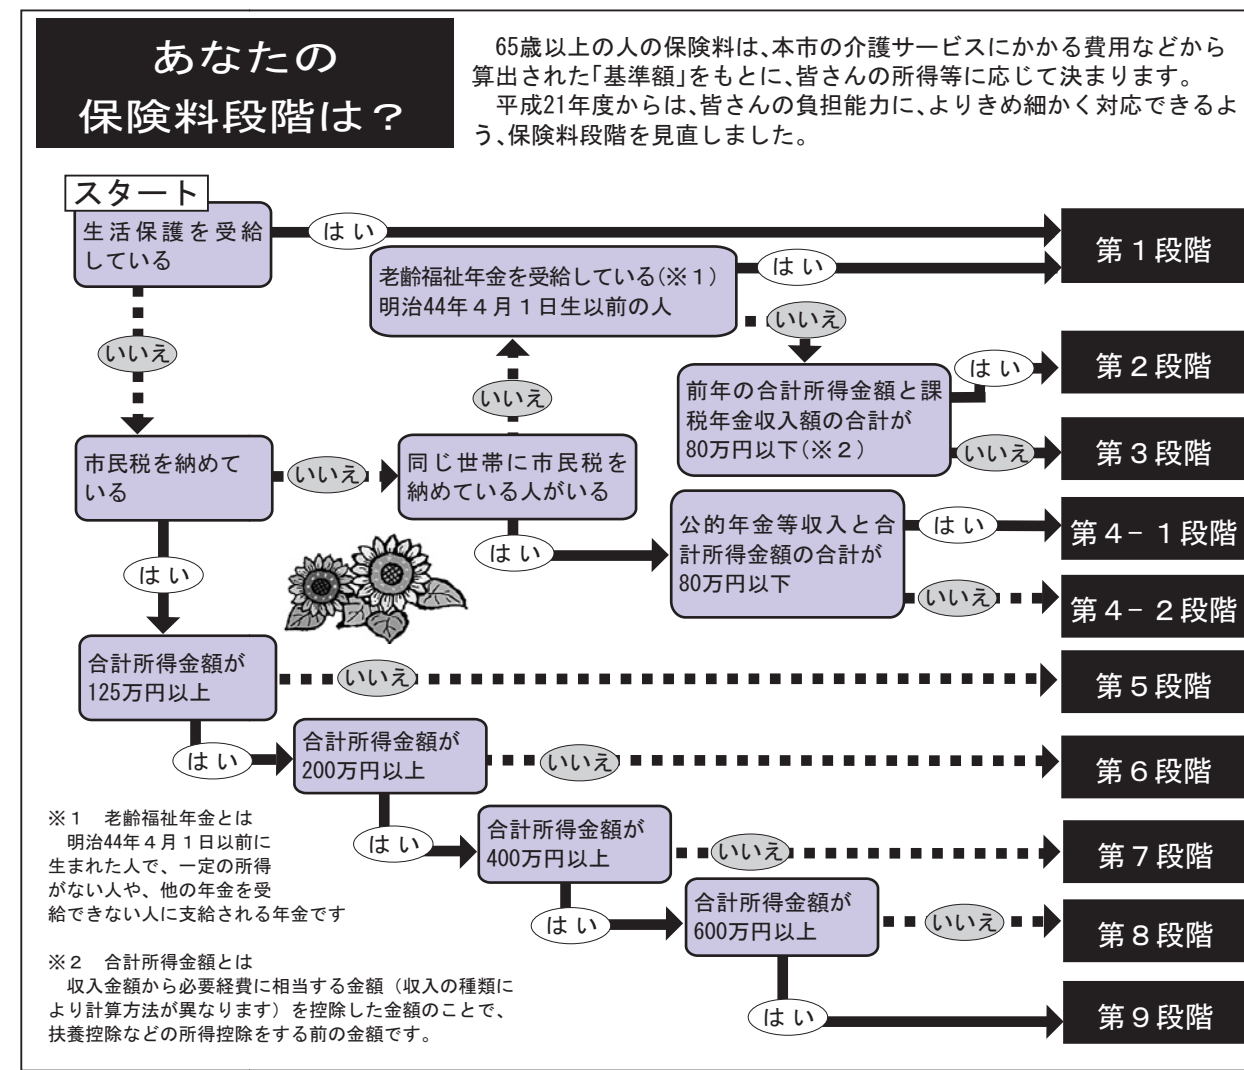 あなたの
保険料段階は？
65歳以上の人の保険料は、本市の介護サービスにかかる費用などから
算出された「基準額」をもとに、皆さんの所得等に応じて決まります。
平成21年度からは、皆さんの負担能力に、よりきめ細かく対応できるよ
う、保険料段階を見直しました。
スタート
生活保護を受給
している
はい
第１段階
老齢福祉年金を受給している(※１)
明治44年４月１日生以前の人
はい
いいえ
いいえ
前年の合計所得金額と課
税年金収入額の合計が
80万円以下(※２)
はい
第２段階
いいえ
第３段階
いいえ
市民税を納めて
いる
いいえ
同じ世帯に市民税を
納めている人がいる
はい
公的年金等収入と合
計所得金額の合計が
80万円以下
はい
第４−１段階
いいえ
第４−２段階
はい
合計所得金額が
125万円以上
いいえ
第５段階
はい
合計所得金額が
200万円以上
いいえ
第６段階
はい
合計所得金額が
400万円以上
いいえ
第７段階
はい
合計所得金額が
600万円以上
いいえ
第８段階
はい
第９段階
※１　老齢福祉年金とは
明治44年４月１日以前に
生まれた人で、一定の所得
がない人や、他の年金を受
給できない人に支給される年金です
※２　合計所得金額とは
収入金額から必要経費に相当する金額（収入の種類に
より計算方法が異なります）を控除した金額のことで、
扶養控除などの所得控除をする前の金額です。